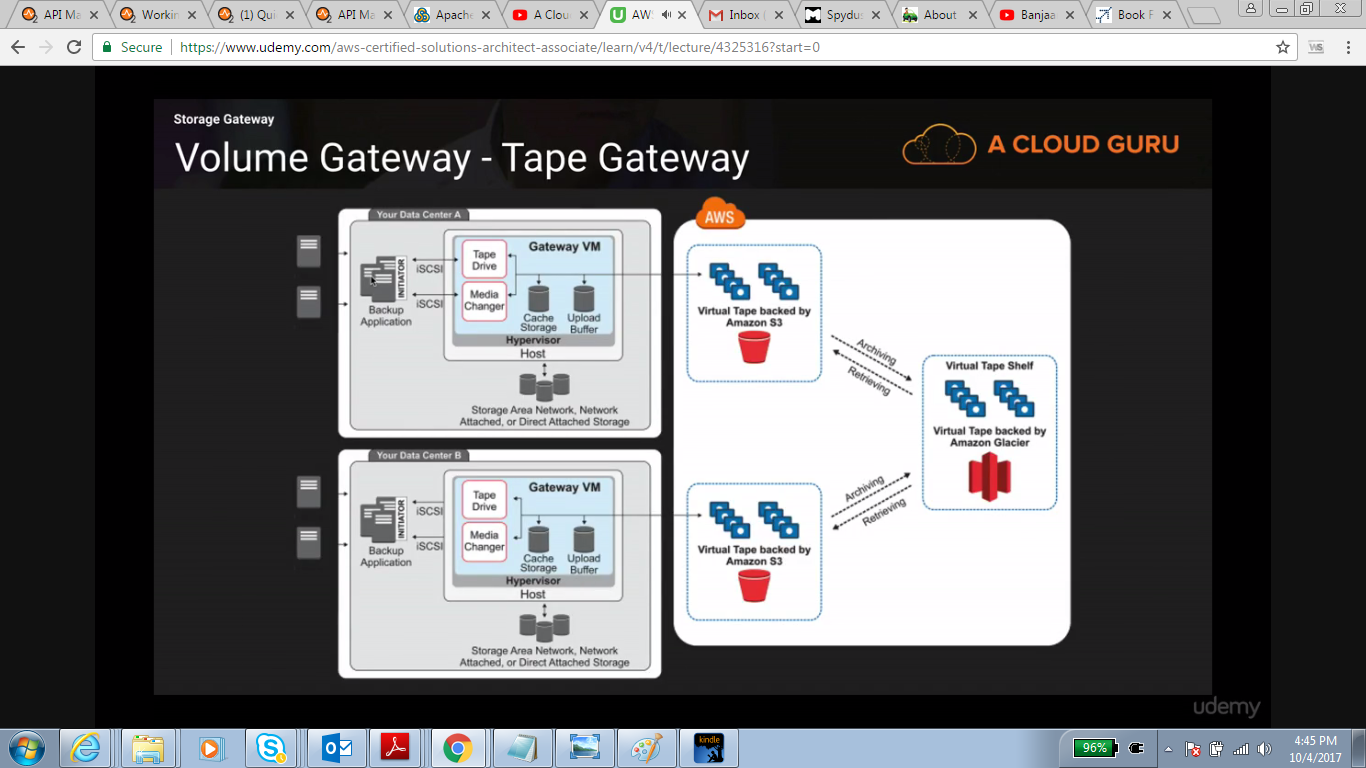 API Ma
Workin
(1) Qui
API Ma
Apache
A Clou
AWS
Inbox (
Spydus
About
Banjaa
Book F
Secure
https://www.udemy.com/aws-certified-solutions-architect-associate/learn/v4/t/lecture/4325316?start=0
Storage Gateway
Volume Gateway - Tape Gateway
A CLOUD GURU
Your Data Center A
Gateway VM
Tape
Drive
Media
Changer
iSCSI
iSCSI
INITIATOR
Backup
Application
Cache
Storage
Upload
Buffer
Hypervisor
Host
Storage Area Network, Network
Attached, or Direct Attached Storage
Your Data Center B
Gateway VM
Tape
Drive
Media
Changer
iSCSI
iSCSI
INITIATOR
Backup
Application
Cache
Storage
Upload
Buffer
Hypervisor
Host
Storage Area Network, Network
Attached, or Direct Attached Storage
AWS
Virtual Tape backed by
Amazon S3
Archiving
Retrieving
Virtual Tape Shelf
Virtual Tape backed by
Amazon Glacier
Archiving
Retrieving
Virtual Tape backed by
Amazon S3
udemy
kindle
96%
4:45 PM
10/4/2017